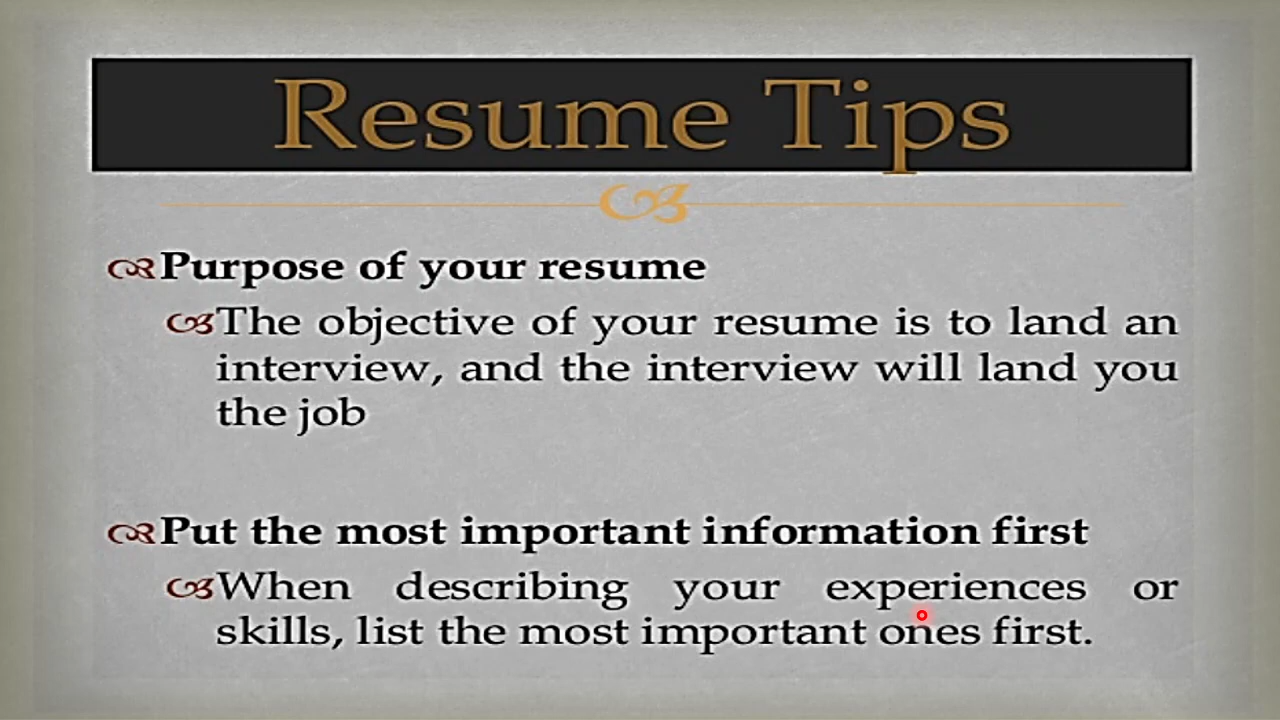 Resume Tips
Purpose of your resume
The objective of your resume is to land an
interview, and the interview will land you
the job
Put the most important information first
When describing your experiences or
skills, list the most important ones first.